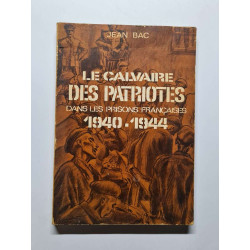 JEAN BAC
LE CALVAIRE
DES PATRIOTES
DANS LES PRISONS FRANÇAISES
1940-1944